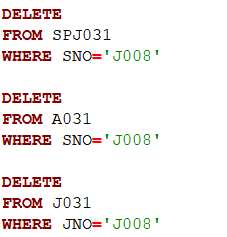 DELETE
FROM SPJ031
WHERE SNO='J008'
DELETE
FROM A031
WHERE SNO='J008'
DELETE
FROM J031
WHERE JNO='J008'